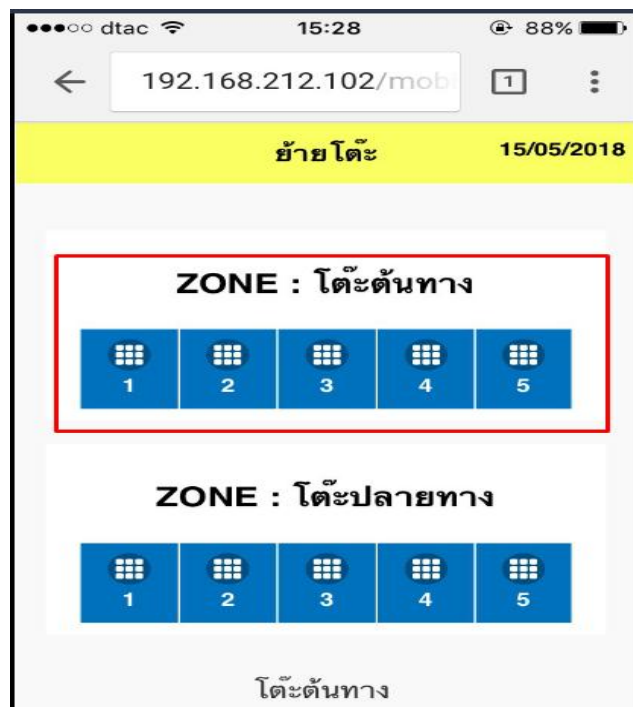 dtac 15:28 88%
192.168.212.102/mob 1
ย้ายโต๊ะ 15/05/2018
ZONE : โต๊ะต้นทาง
1 2 3 4 5
ZONE : โต๊ะปลายทาง
1 2 3 4 5
โต๊ะต้นทาง